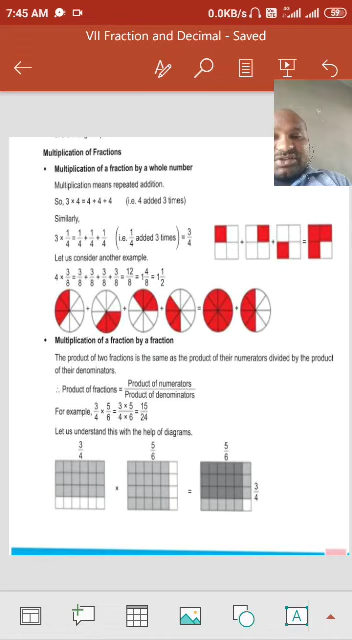 7:45 AM 0.0KB/s 4G 59
VII Fraction and Decimal - Saved
Multiplication of Fractions
• Multiplication of a fraction by a whole number
Multiplication means repeated addition.
So, 3 × 4 = 4 + 4 + 4 (i.e. 4 added 3 times)
Similarly,
3 × 1/4 = 1/4 + 1/4 + 1/4 (i.e. 1/4 added 3 times) = 3/4
+ + =
Let us consider another example.
4 × 3/8 = 3/8 + 3/8 + 3/8 + 3/8 = 12/8 = 1 4/8 = 1 1/2
+ + + = +
• Multiplication of a fraction by a fraction
The product of two fractions is the same as the product of their numerators divided by the product
of their denominators.
∴ Product of fractions = Product of numerators / Product of denominators
For example, 3/4 × 5/6 = 3 × 5 / 4 × 6 = 15/24
Let us understand this with the help of diagrams.
3/4 5/6 5/6
× = 3/4
A